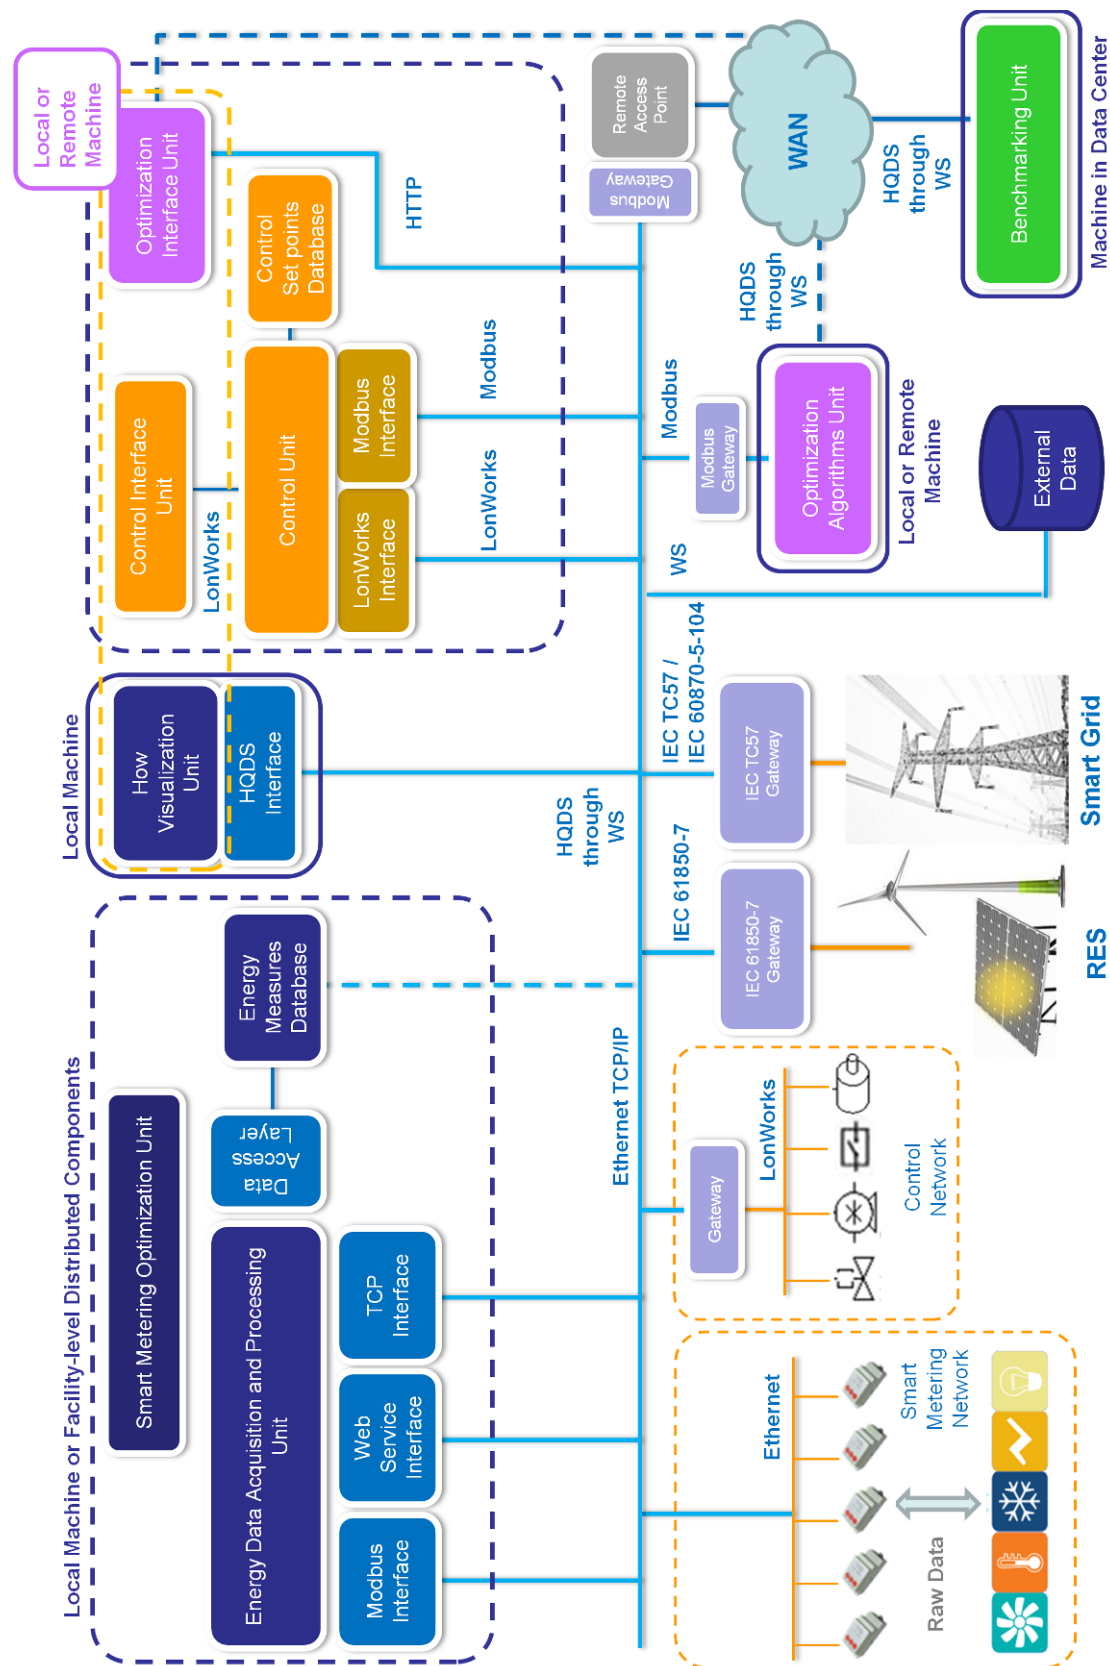 Local Machine or Facility-level Distributed Components
Smart Metering Optimization Unit
Energy Data Acquisition and Processing
Unit
Data
Access
Layer
Energy
Measures
Database
Modbus
Interface
Web
Service
Interface
TCP
Interface
Local Machine
How
Visualization
Unit
HQDS
Interface
HQDS
through
WS
Control Interface
Unit
LonWorks
Control Unit
LonWorks
Interface
Modbus
Interface
Control
Set points
Database
Local or
Remote
Machine
Optimization
Interface Unit
LonWorks
Modbus
HTTP
Ethernet TCP/IP
Ethernet
Smart
Metering
Network
Raw Data
Gateway
LonWorks
Control
Network
IEC 61850-7
IEC 61850-7
Gateway
RES
IEC TC57 /
IEC 60870-5-104
IEC TC57
Gateway
Smart Grid
WS
External
Data
Modbus
Modbus
Gateway
Optimization
Algorithms Unit
Local or Remote
Machine
HQDS
through
WS
Modbus
Gateway
Remote
Access
Point
WAN
HQDS
through
WS
Benchmarking Unit
Machine in Data Center